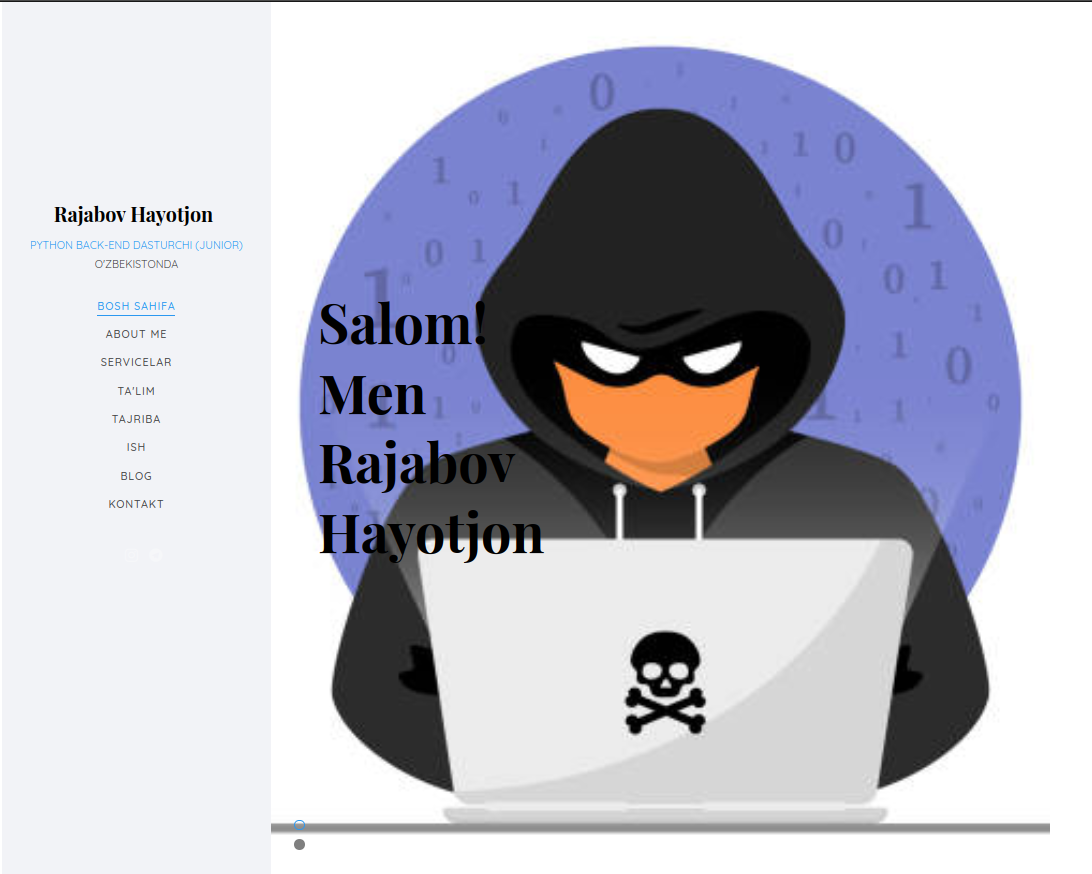 Rajabov Hayotjon
PYTHON BACK-END DASTURCHI (JUNIOR)
O'ZBEKISTONDA
BOSH SAHIFA
ABOUT ME
SERVICELAR
TA'LIM
TAJRIBA
ISH
BLOG
KONTAKT
Salom!
Men
Rajabov
Hayotjon